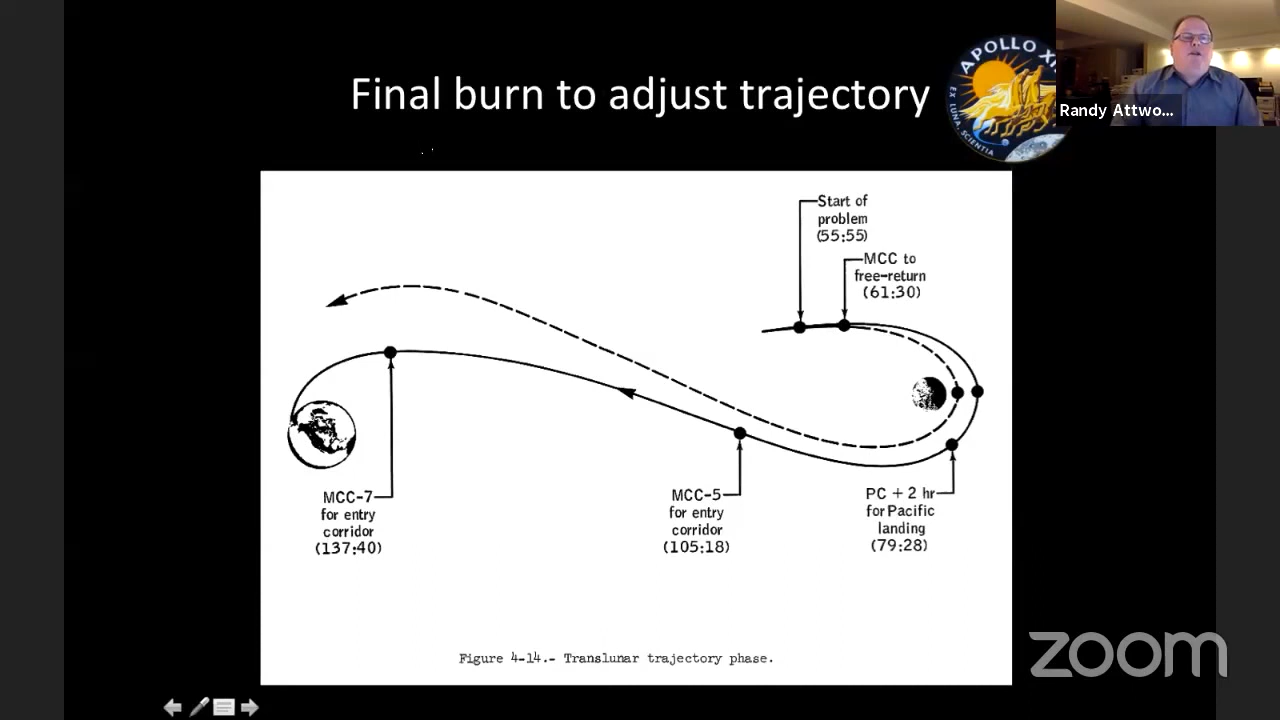 Final burn to adjust trajectory
APOLLO XI
EX LUNA, SCIENTIA
Randy Attwo...
Start of
problem
(55:55)
MCC to
free-return
(61:30)
MCC-7
for entry
corridor
(137:40)
MCC-5
for entry
corridor
(105:18)
PC + 2 hr
for Pacific
landing
(79:28)
Figure 4-14.- Translunar trajectory phase.
zoom